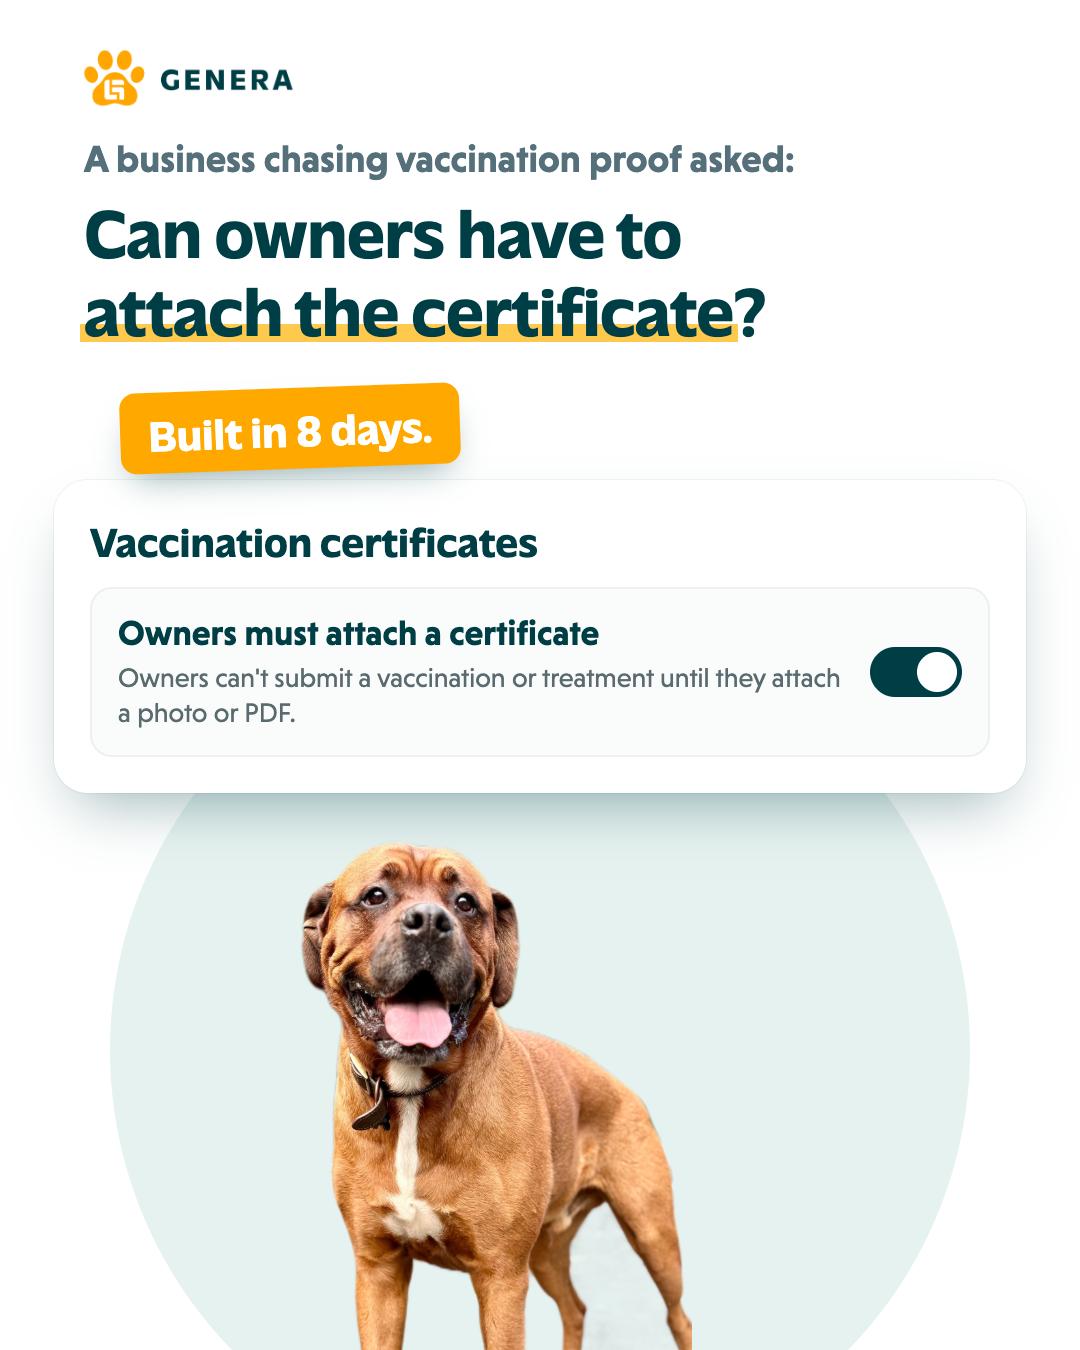 GENERA
A business chasing vaccination proof asked:
Can owners have to
attach the certificate?
Built in 8 days.
Vaccination certificates
Owners must attach a certificate
Owners can't submit a vaccination or treatment until they attach
a photo or PDF.